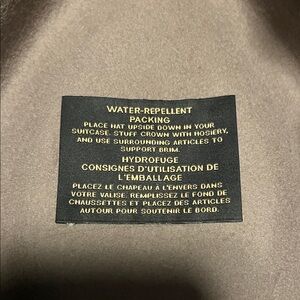 WATER-REPELLENT
PACKING
PLACE HAT UPSIDE DOWN IN YOUR
SUITCASE. STUFF CROWN WITH HOSIERY,
AND USE SURROUNDING ARTICLES TO
SUPPORT BRIM.
HYDROFUGE
CONSIGNES D'UTILISATION DE
L'EMBALLAGE
PLACEZ LE CHAPEAU À L'ENVERS DANS
VOTRE VALISE. REMPLISSEZ LE FOND DE
CHAUSSETTES ET PLACEZ DES ARTICLES
AUTOUR POUR SOUTENIR LE BORD.